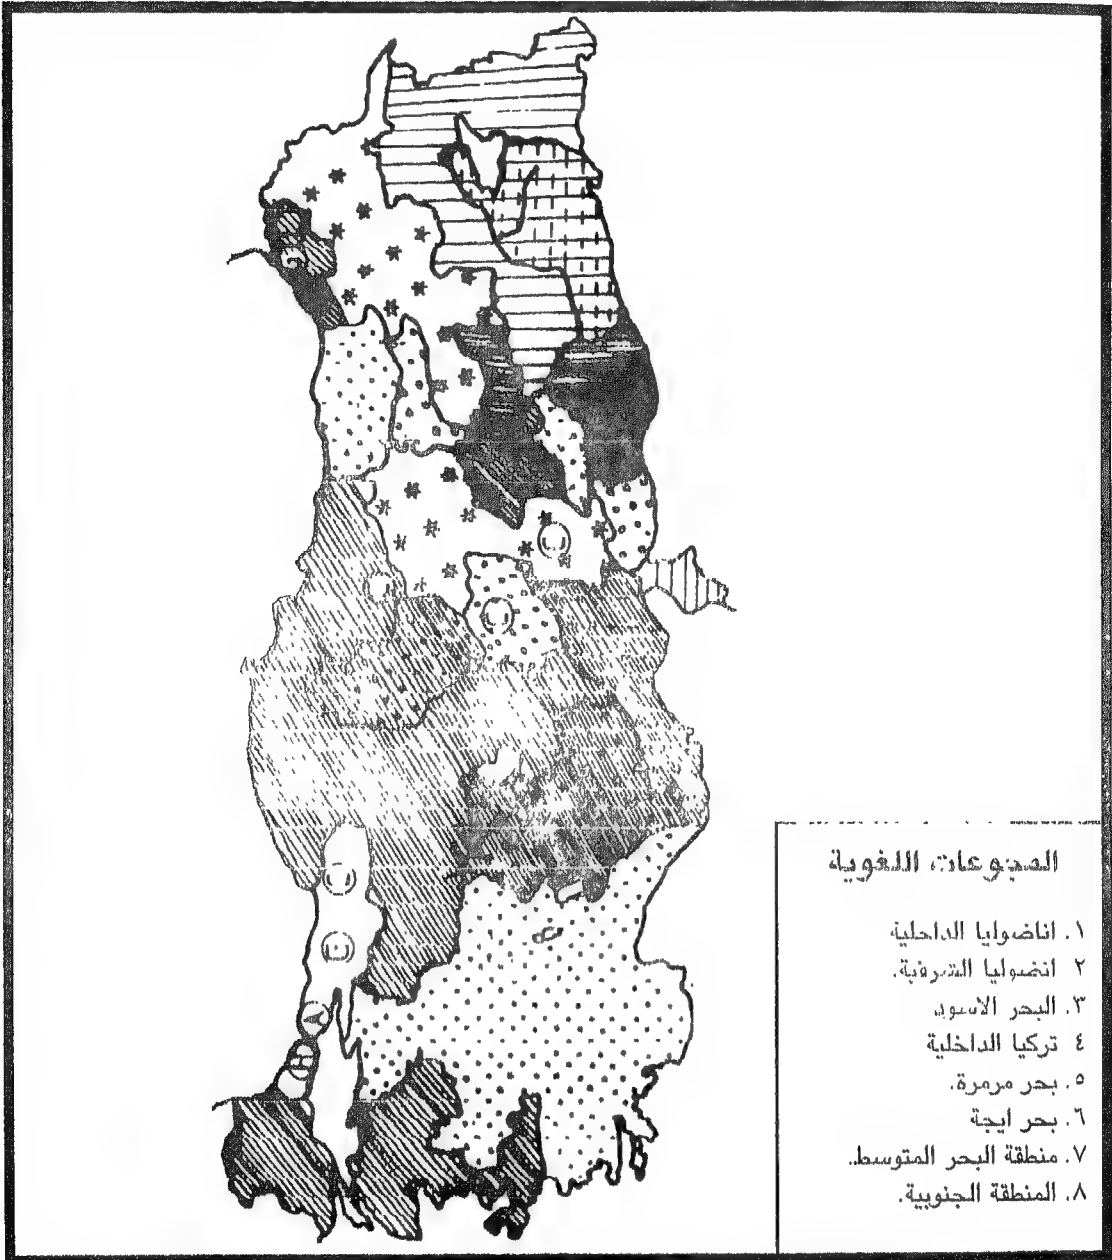 المجموعات اللغوية
١. اناضوليا الداخلية
٢ انضوليا الشرقية.
٣. البحر الاسود
٤ تركيا الداخلية
٥. بحر مرمرة.
٦. بحر ايجة
٧. منطقة البحر المتوسط.
٨. المنطقة الجنوبية.